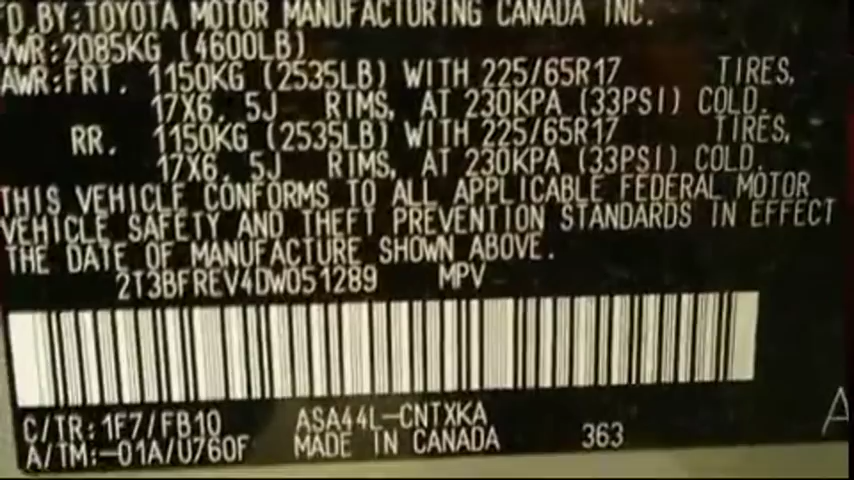 D.BY:TOYOTA MOTOR MANUFACTURING CANADA INC.
VWR:2085KG (4600LB)
AWR:FRT. 1150KG (2535LB) WITH 225/65R17 TIRES,
17X6.5J RIMS, AT 230KPA (33PSI) COLD.
RR. 1150KG (2535LB) WITH 225/65R17 TIRES,
17X6.5J RIMS, AT 230KPA (33PSI) COLD.
THIS VEHICLE CONFORMS TO ALL APPLICABLE FEDERAL MOTOR
VEHICLE SAFETY AND THEFT PREVENTION STANDARDS IN EFFECT
THE DATE OF MANUFACTURE SHOWN ABOVE.
2T3BFREV4DW051289 MPV
C/TR:1F7/FB10 ASA44L-CNTXKA
A/TM:-01A/U760F MADE IN CANADA 363
A